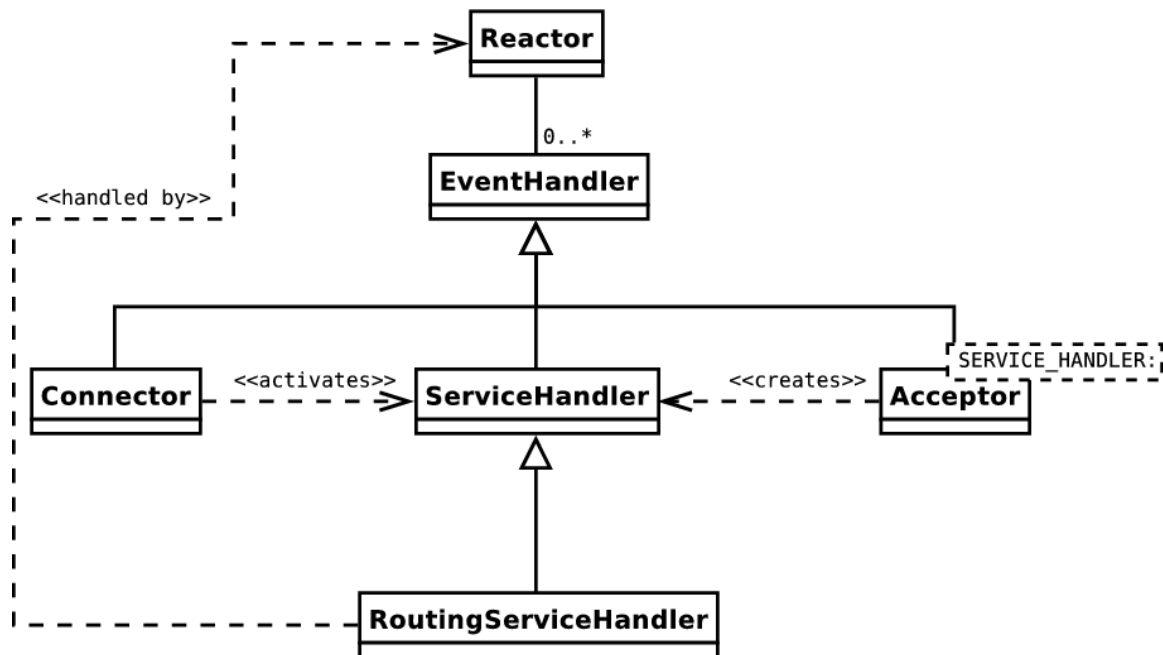 Reactor
0..*
EventHandler
<<handled by>>
SERVICE_HANDLER:
<<activates>>
<<creates>>
Connector
ServiceHandler
Acceptor
RoutingServiceHandler